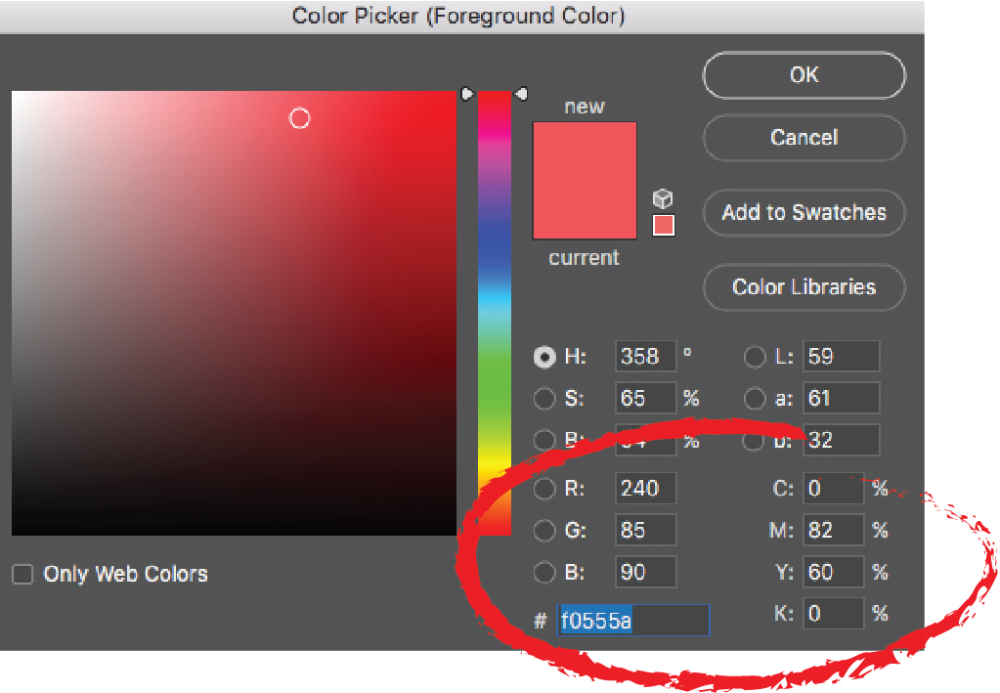 Color Picker (Foreground Color)
new
current
OK
Cancel
Add to Swatches
Color Libraries
H: 358 °
S: 65 %
B: %
L: 59
a: 61
b: 32
R: 240
G: 85
B: 90
# f0555a
C: 0 %
M: 82 %
Y: 60 %
K: 0 %
Only Web Colors